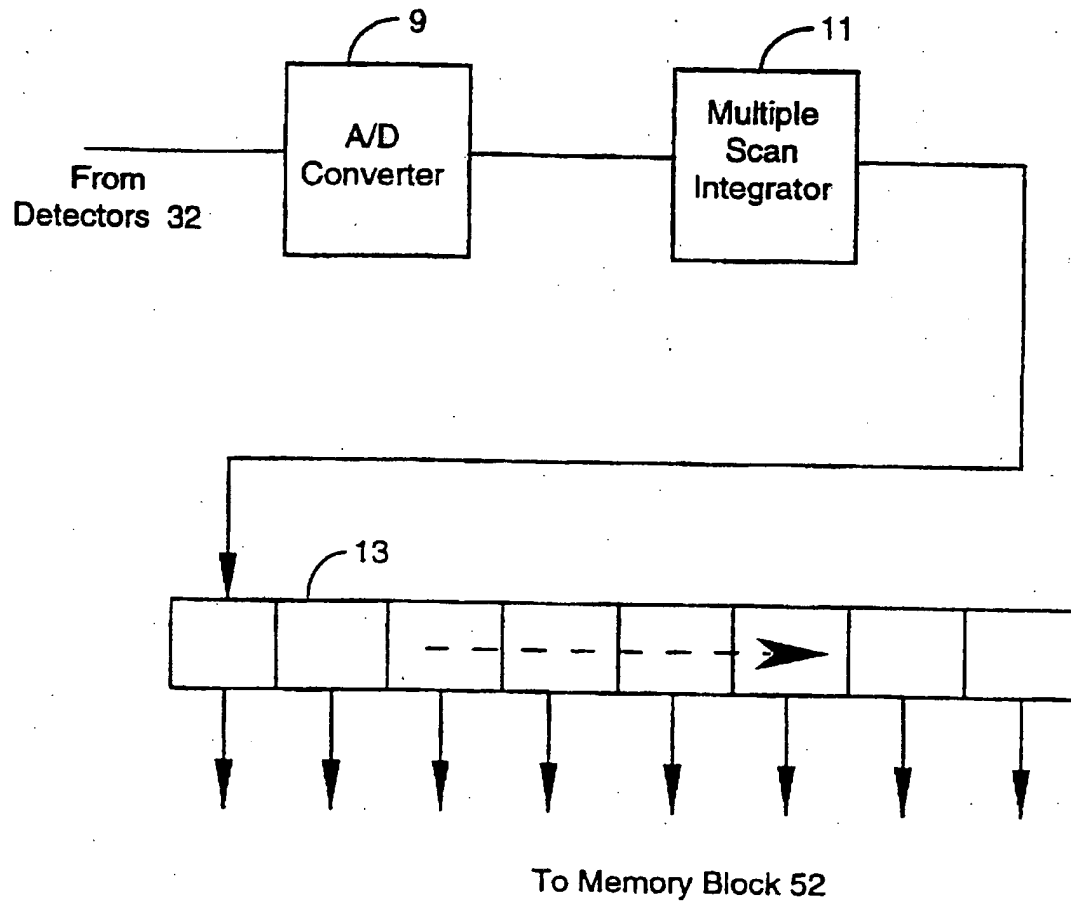 9
11
A/D
Converter
Multiple
Scan
Integrator
From
Detectors 32
13
To Memory Block 52